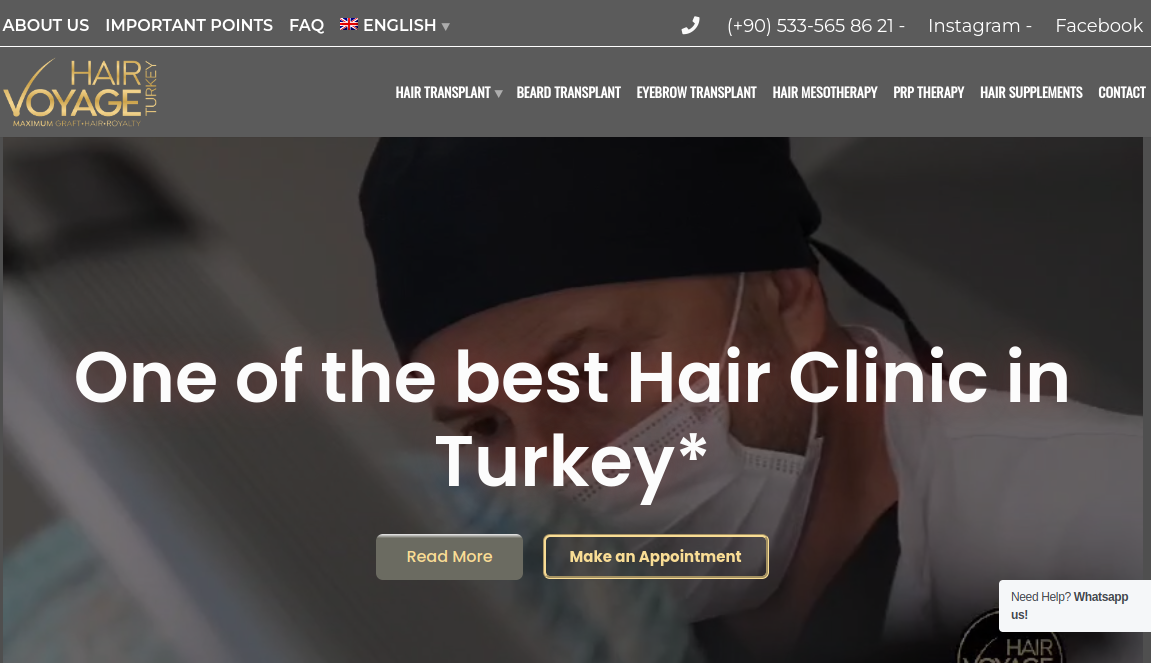 ABOUT US IMPORTANT POINTS FAQ ENGLISH ▾ (+90) 533-565 86 21 - Instagram - Facebook
HAIR
VOYAGE
TURKEY
MAXIMUM GRAFT•HAIR•ROYALTY
HAIR TRANSPLANT ▾ BEARD TRANSPLANT EYEBROW TRANSPLANT HAIR MESOTHERAPY PRP THERAPY HAIR SUPPLEMENTS CONTACT
One of the best Hair Clinic in
Turkey*
Read More Make an Appointment
Need Help? Whatsapp
us!
HAIR
VOYAGE